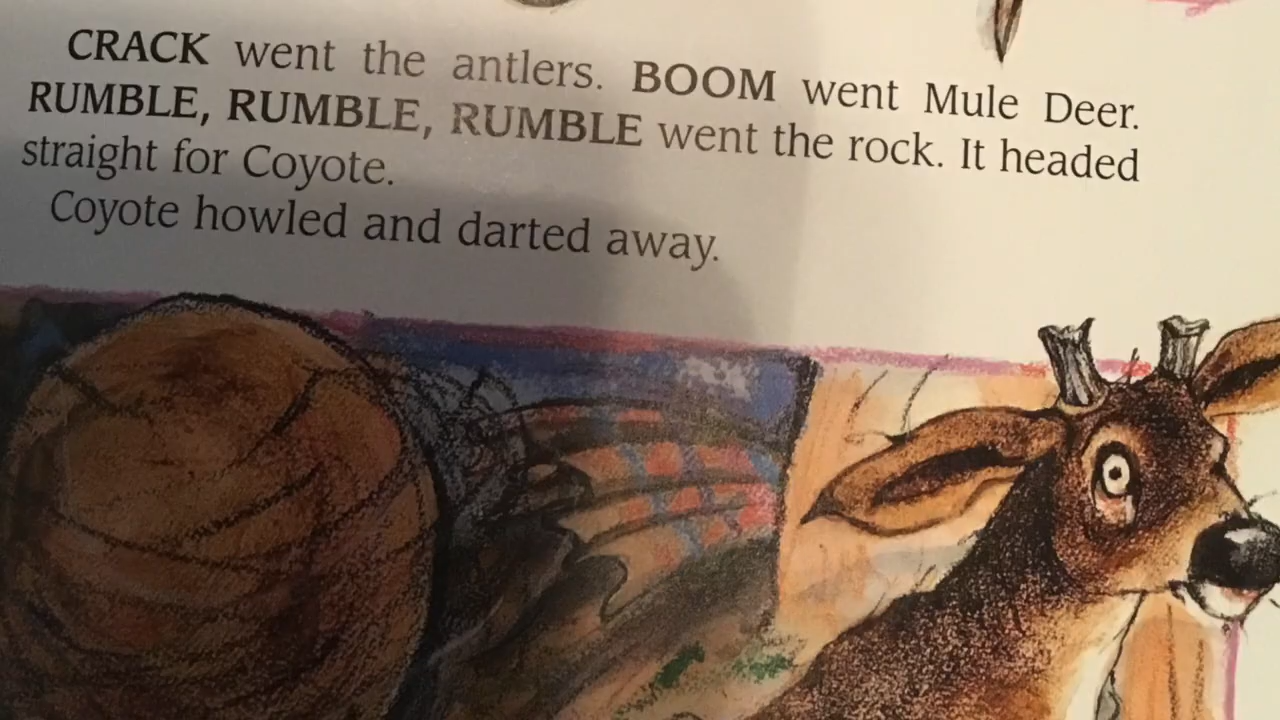 CRACK went the antlers. BOOM went Mule Deer.
RUMBLE, RUMBLE, RUMBLE went the rock. It headed
straight for Coyote.
Coyote howled and darted away.